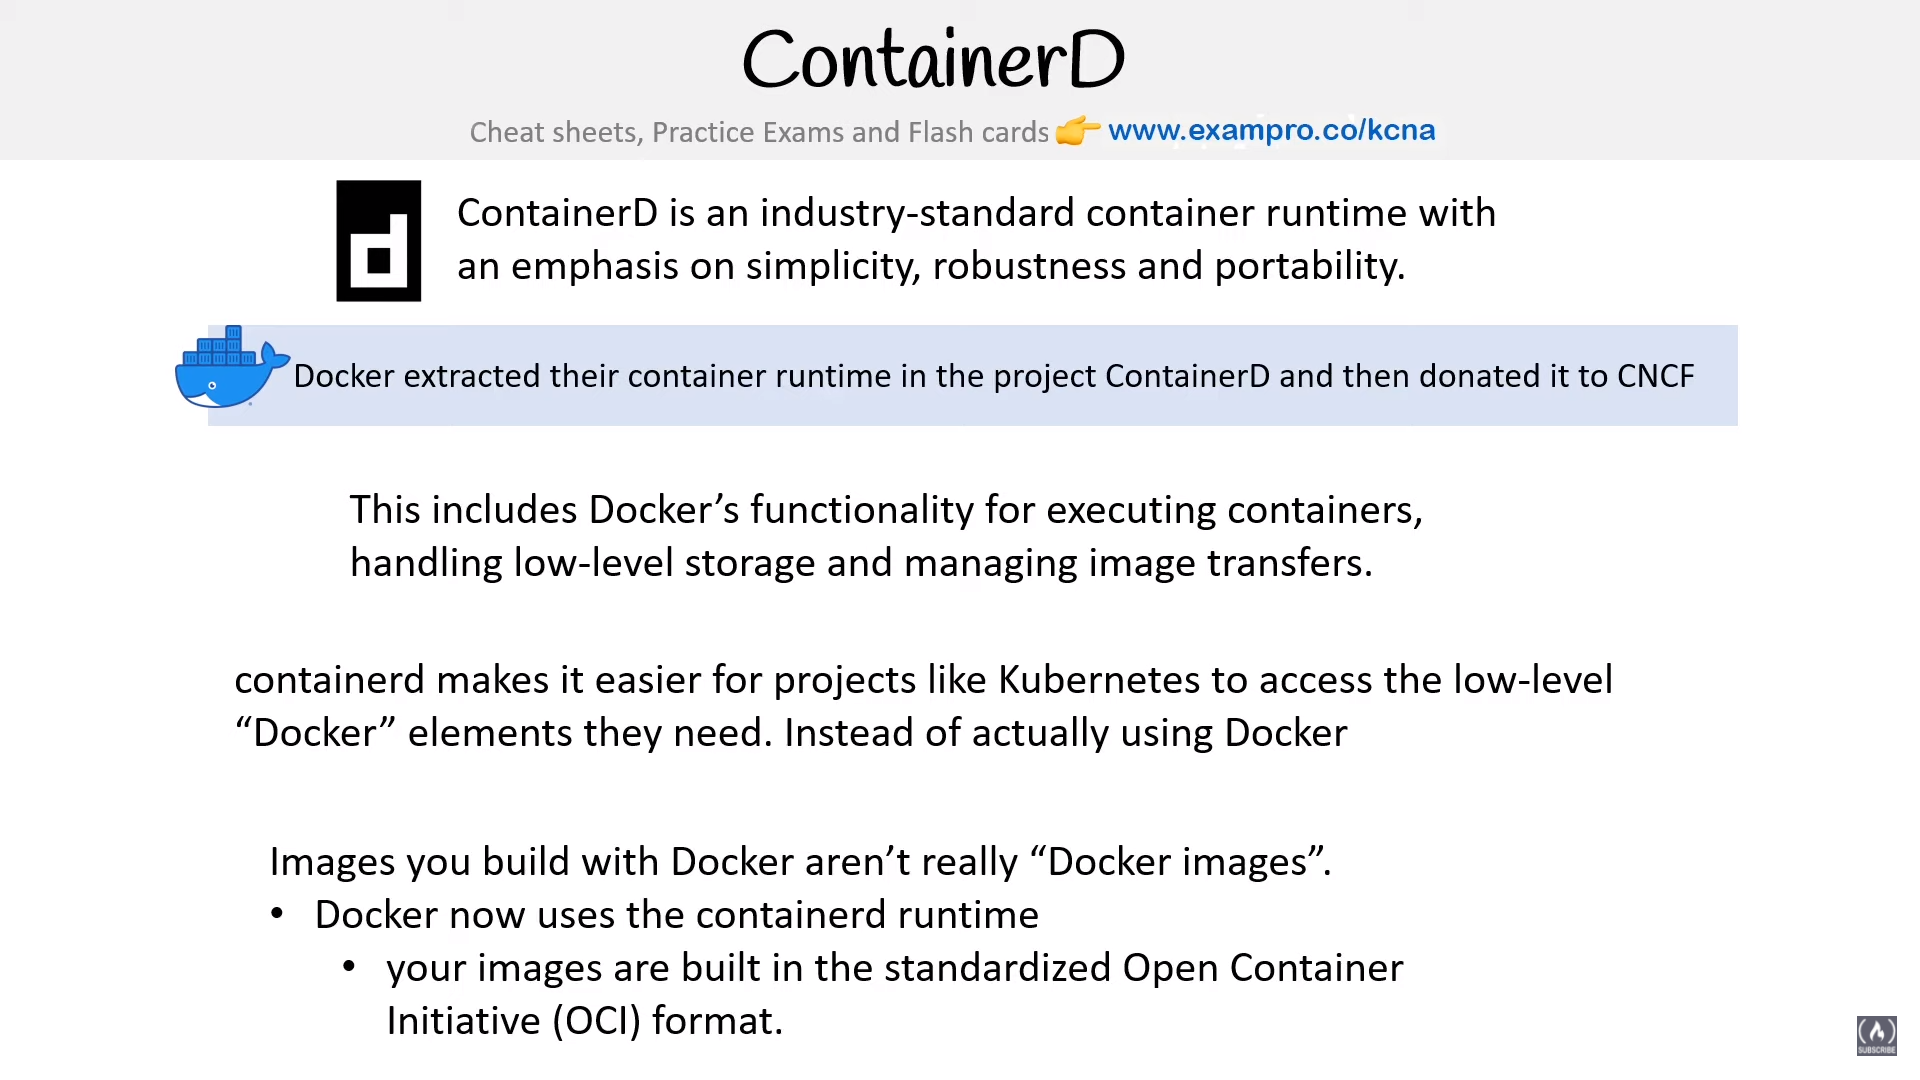 ContainerD
Cheat sheets, Practice Exams and Flash cards 👉 www.exampro.co/kcna
ContainerD is an industry-standard container runtime with
an emphasis on simplicity, robustness and portability.
Docker extracted their container runtime in the project ContainerD and then donated it to CNCF
This includes Docker’s functionality for executing containers,
handling low-level storage and managing image transfers.
containerd makes it easier for projects like Kubernetes to access the low-level
“Docker” elements they need. Instead of actually using Docker
Images you build with Docker aren’t really “Docker images”.
• Docker now uses the containerd runtime
• your images are built in the standardized Open Container
Initiative (OCI) format.
SUBSCRIBE